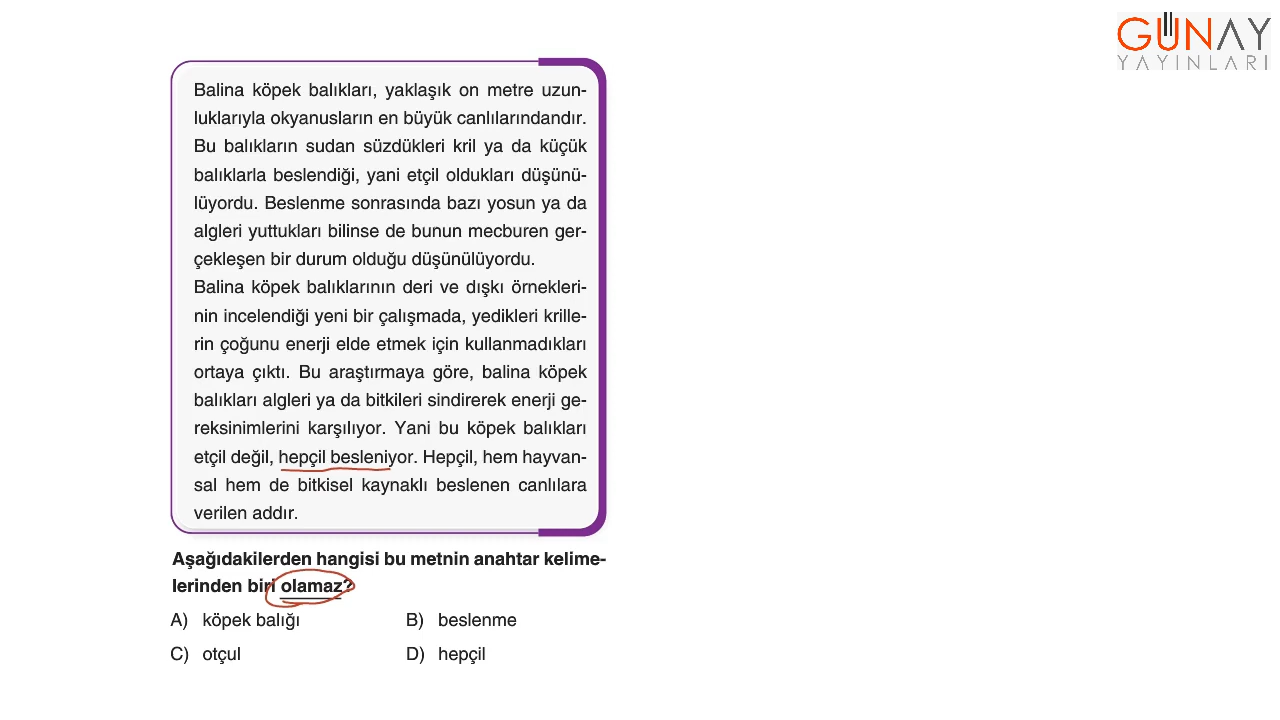 GÜNAY
YAYINLARI
Balina köpek balıkları, yaklaşık on metre uzun-
luklarıyla okyanusların en büyük canlılarındandır.
Bu balıkların sudan süzdükleri kril ya da küçük
balıklarla beslendiği, yani etçil oldukları düşünü-
lüyordu. Beslenme sonrasında bazı yosun ya da
algleri yuttukları bilinse de bunun mecburen ger-
çekleşen bir durum olduğu düşünülüyordu.
Balina köpek balıklarının deri ve dışkı örnekleri-
nin incelendiği yeni bir çalışmada, yedikleri krille-
rin çoğunu enerji elde etmek için kullanmadıkları
ortaya çıktı. Bu araştırmaya göre, balina köpek
balıkları algleri ya da bitkileri sindirerek enerji ge-
reksinimlerini karşılıyor. Yani bu köpek balıkları
etçil değil, hepçil besleniyor. Hepçil, hem hayvan-
sal hem de bitkisel kaynaklı beslenen canlılara
verilen addır.
Aşağıdakilerden hangisi bu metnin anahtar kelime-
lerinden biri olamaz?
A) köpek balığı B) beslenme
C) otçul D) hepçil